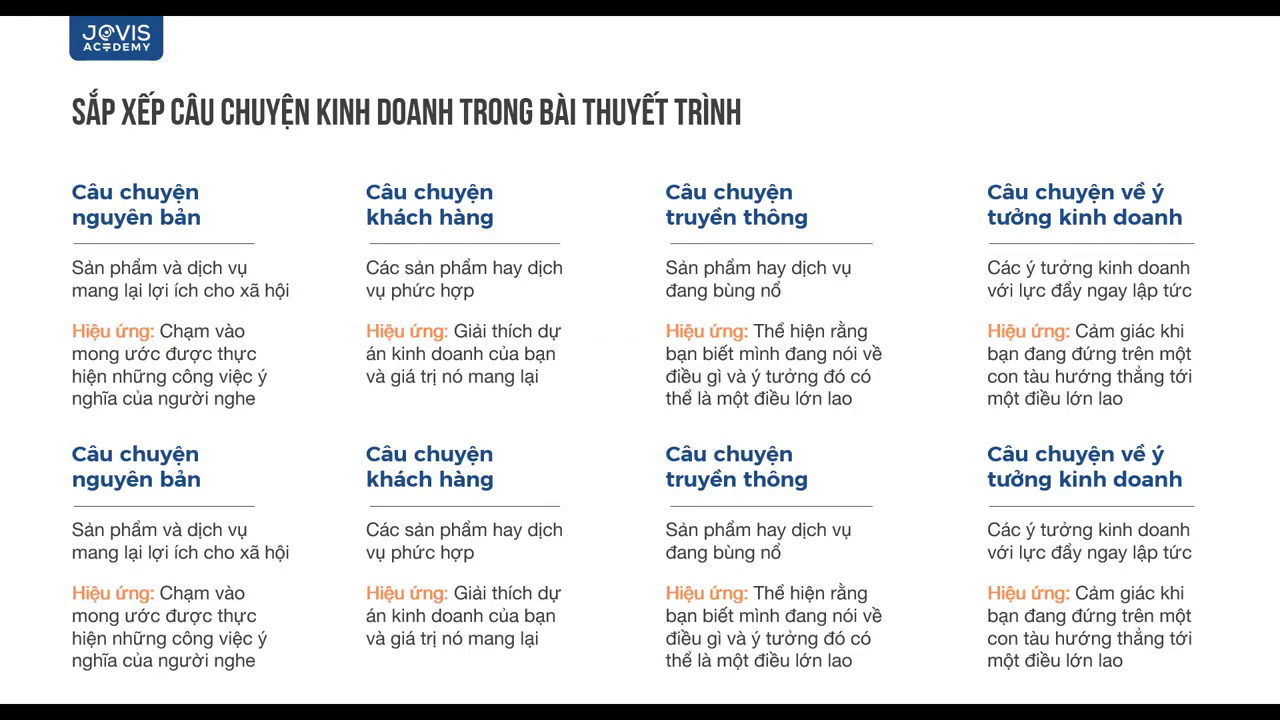 JOVIS
ACADEMY
SẮP XẾP CÂU CHUYỆN KINH DOANH TRONG BÀI THUYẾT TRÌNH
Câu chuyện
nguyên bản
Sản phẩm và dịch vụ
mang lại lợi ích cho xã hội
Hiệu ứng: Chạm vào
mong ước được thực
hiện những công việc ý
nghĩa của người nghe
Câu chuyện
khách hàng
Các sản phẩm hay dịch
vụ phức hợp
Hiệu ứng: Giải thích dự
án kinh doanh của bạn
và giá trị nó mang lại
Câu chuyện
truyền thông
Sản phẩm hay dịch vụ
đang bùng nổ
Hiệu ứng: Thể hiện rằng
bạn biết mình đang nói về
điều gì và ý tưởng đó có
thể là một điều lớn lao
Câu chuyện về ý
tưởng kinh doanh
Các ý tưởng kinh doanh
với lực đẩy ngay lập tức
Hiệu ứng: Cảm giác khi
bạn đang đứng trên một
con tàu hướng thẳng tới
một điều lớn lao
Câu chuyện
nguyên bản
Sản phẩm và dịch vụ
mang lại lợi ích cho xã hội
Hiệu ứng: Chạm vào
mong ước được thực
hiện những công việc ý
nghĩa của người nghe
Câu chuyện
khách hàng
Các sản phẩm hay dịch
vụ phức hợp
Hiệu ứng: Giải thích dự
án kinh doanh của bạn
và giá trị nó mang lại
Câu chuyện
truyền thông
Sản phẩm hay dịch vụ
đang bùng nổ
Hiệu ứng: Thể hiện rằng
bạn biết mình đang nói về
điều gì và ý tưởng đó có
thể là một điều lớn lao
Câu chuyện về ý
tưởng kinh doanh
Các ý tưởng kinh doanh
với lực đẩy ngay lập tức
Hiệu ứng: Cảm giác khi
bạn đang đứng trên một
con tàu hướng thẳng tới
một điều lớn lao